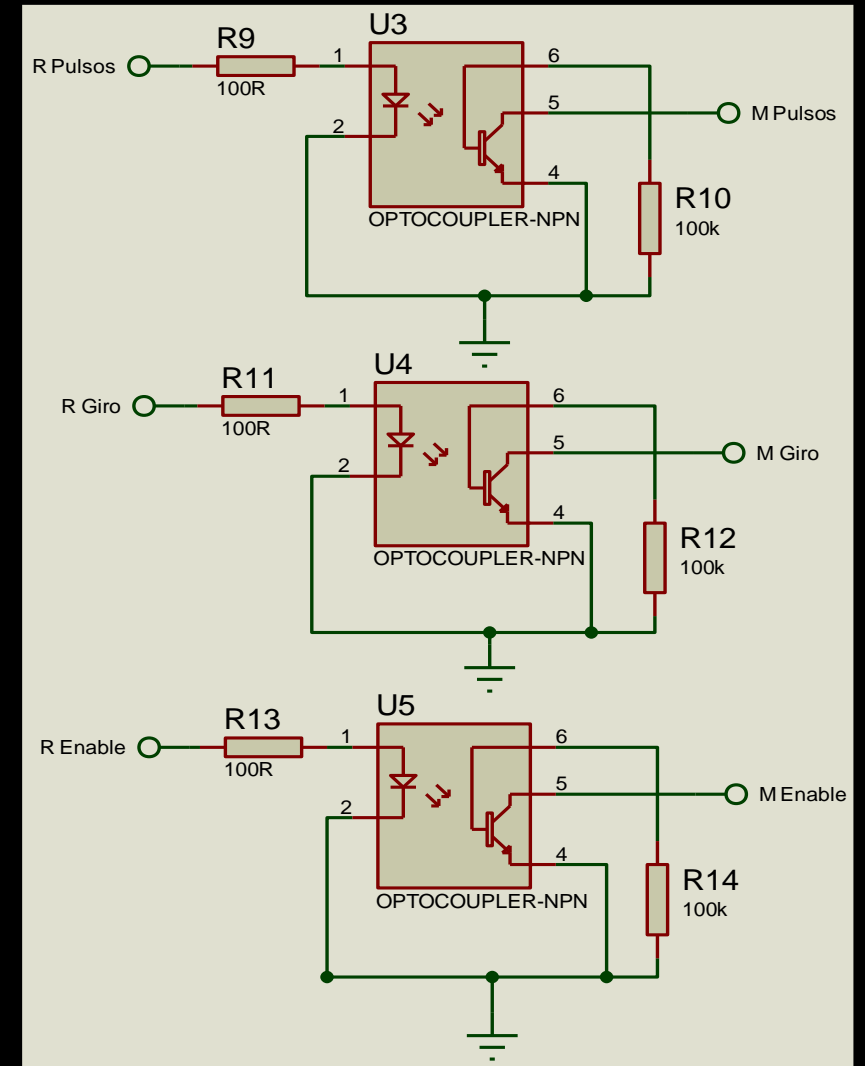 U3
R9
R Pulsos
100R
1
2
6
5
4
M Pulsos
R10
100k
OPTOCOUPLER-NPN
U4
R11
R Giro
100R
1
2
6
5
4
M Giro
R12
100k
OPTOCOUPLER-NPN
U5
R13
R Enable
100R
1
2
6
5
4
M Enable
R14
100k
OPTOCOUPLER-NPN